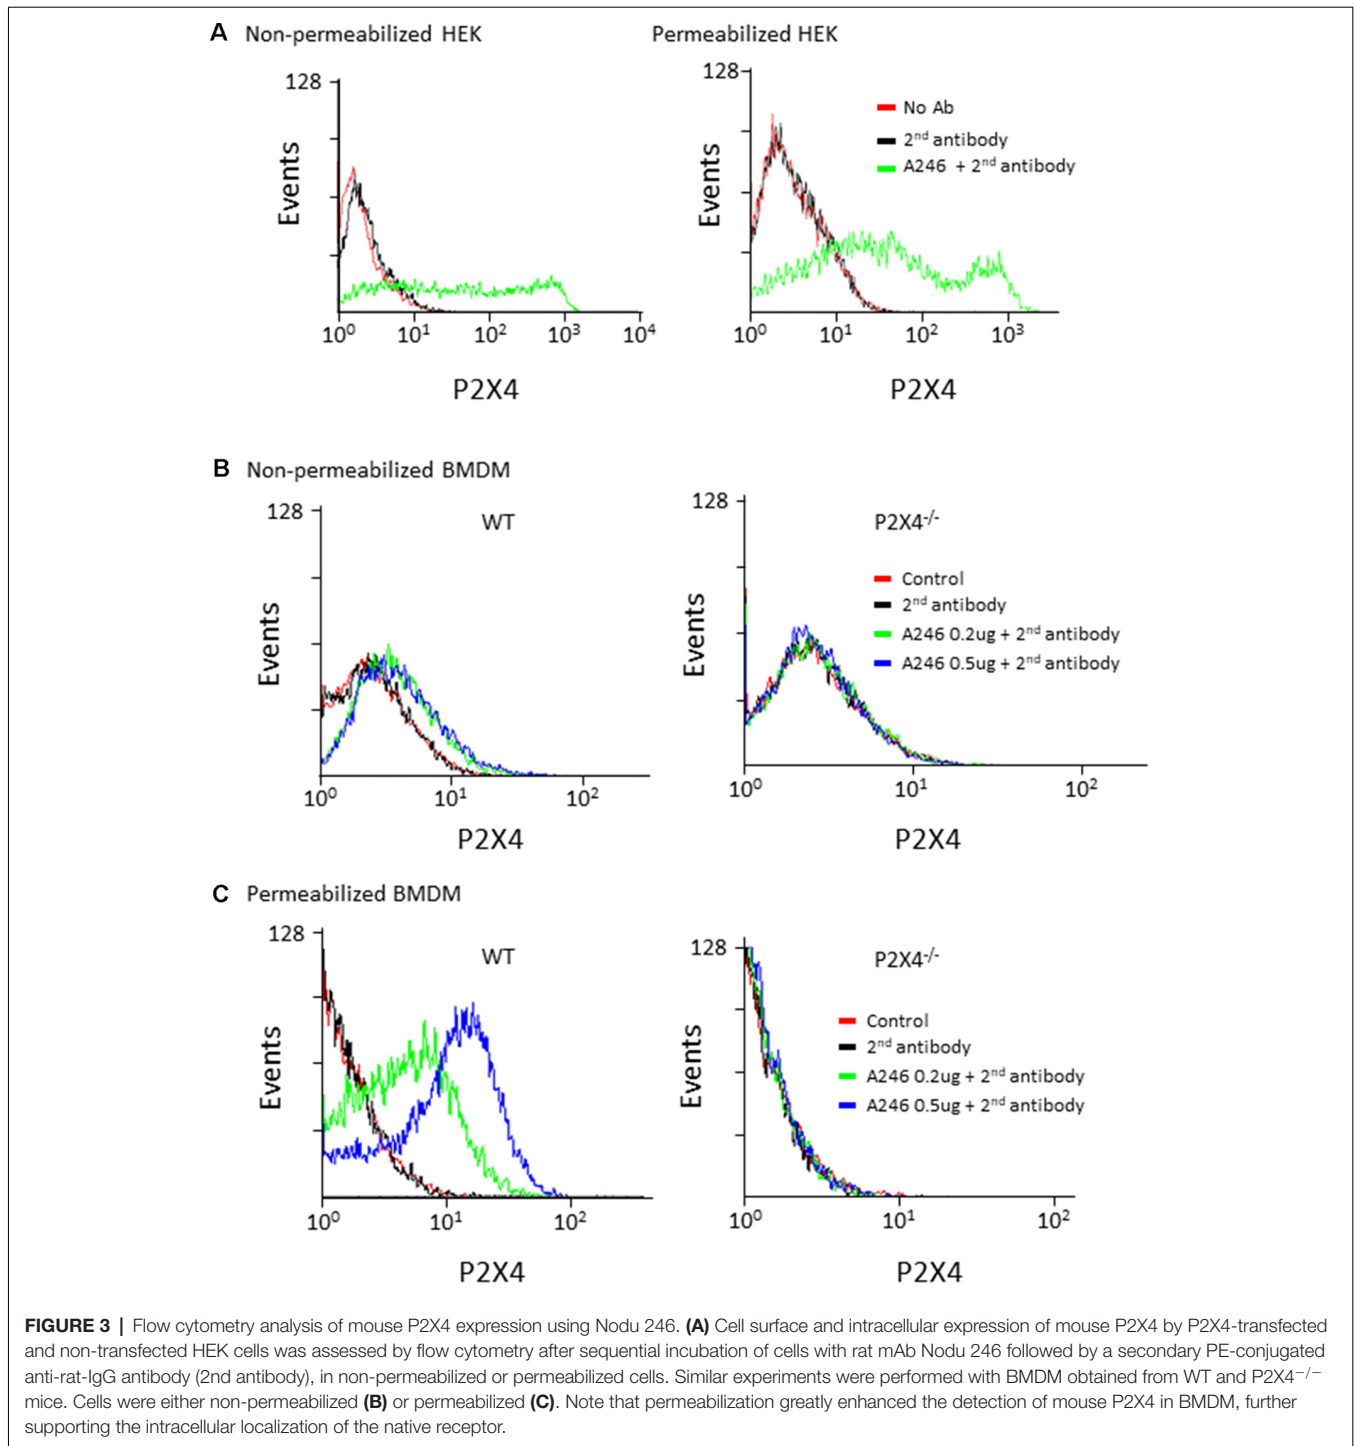 A Non-permeabilized HEK
Permeabilized HEK
128
Events
10⁰ 10¹ 10² 10³ 10⁴
P2X4
128
Events
No Ab
2nd antibody
A246 + 2nd antibody
10⁰ 10¹ 10² 10³
P2X4
B Non-permeabilized BMDM
128
WT
Events
10⁰ 10¹ 10²
P2X4
128
P2X4-/-
Events
Control
2nd antibody
A246 0.2ug + 2nd antibody
A246 0.5ug + 2nd antibody
10⁰ 10¹ 10²
P2X4
C Permeabilized BMDM
128
WT
Events
10⁰ 10¹ 10²
P2X4
128
P2X4-/-
Events
Control
2nd antibody
A246 0.2ug + 2nd antibody
A246 0.5ug + 2nd antibody
10⁰ 10¹ 10²
P2X4
FIGURE 3 | Flow cytometry analysis of mouse P2X4 expression using Nodu 246. (A) Cell surface and intracellular expression of mouse P2X4 by P2X4-transfected
and non-transfected HEK cells was assessed by flow cytometry after sequential incubation of cells with rat mAb Nodu 246 followed by a secondary PE-conjugated
anti-rat-IgG antibody (2nd antibody), in non-permeabilized or permeabilized cells. Similar experiments were performed with BMDM obtained from WT and P2X4−/−
mice. Cells were either non-permeabilized (B) or permeabilized (C). Note that permeabilization greatly enhanced the detection of mouse P2X4 in BMDM, further
supporting the intracellular localization of the native receptor.